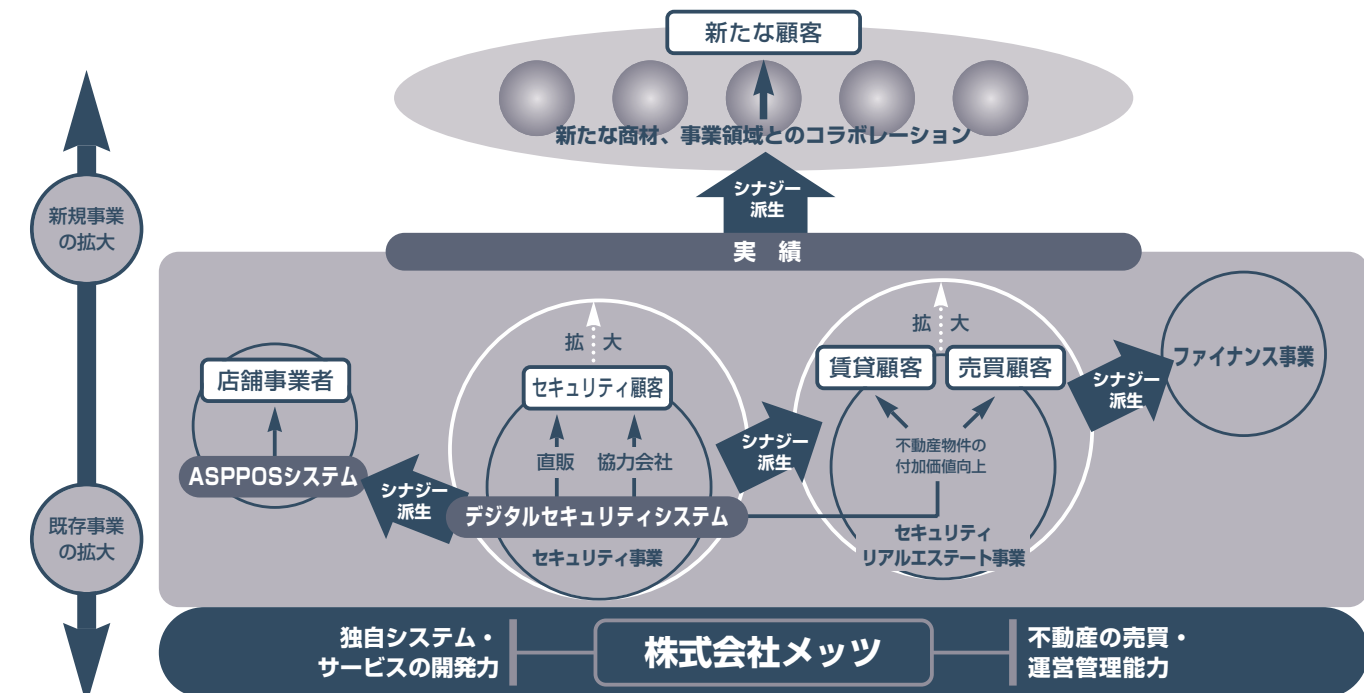 新たな顧客
新たな商材、事業領域とのコラボレーション
シナジー
派生
実 績
新規事業
の拡大
既存事業
の拡大
店舗事業者
ASPPOSシステム
シナジー
派生
拡 大
セキュリティ顧客
直販
協力会社
デジタルセキュリティシステム
セキュリティ事業
シナジー
派生
拡 大
賃貸顧客
売買顧客
不動産物件の
付加価値向上
セキュリティ
リアルエステート事業
シナジー
派生
ファイナンス事業
独自システム・
サービスの開発力
株式会社メッツ
不動産の売買・
運営管理能力